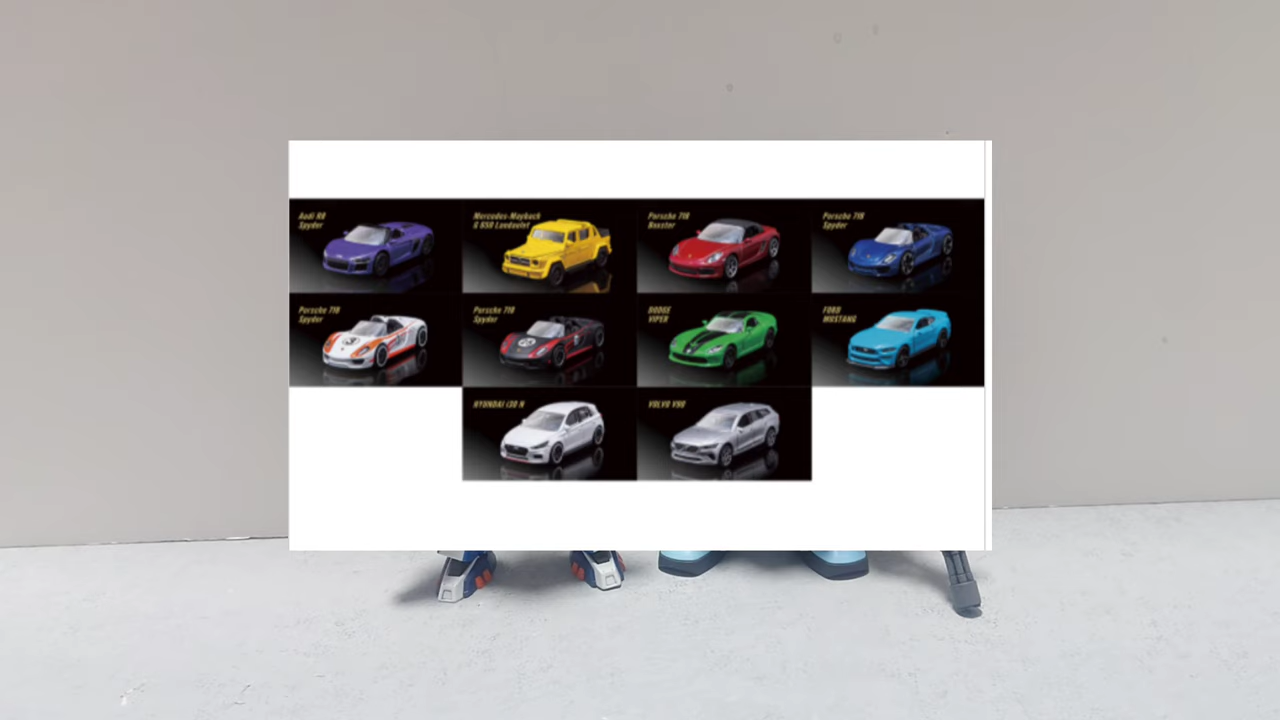 Audi R8
Spyder
Mercedes-Maybach
G 650 Landaulet
Porsche 718
Boxster
Porsche 718
Spyder
Porsche 718
Spyder
Porsche 718
Spyder
DODGE
VIPER
FORD
MUSTANG
HYUNDAI i30 N
VOLVO V90